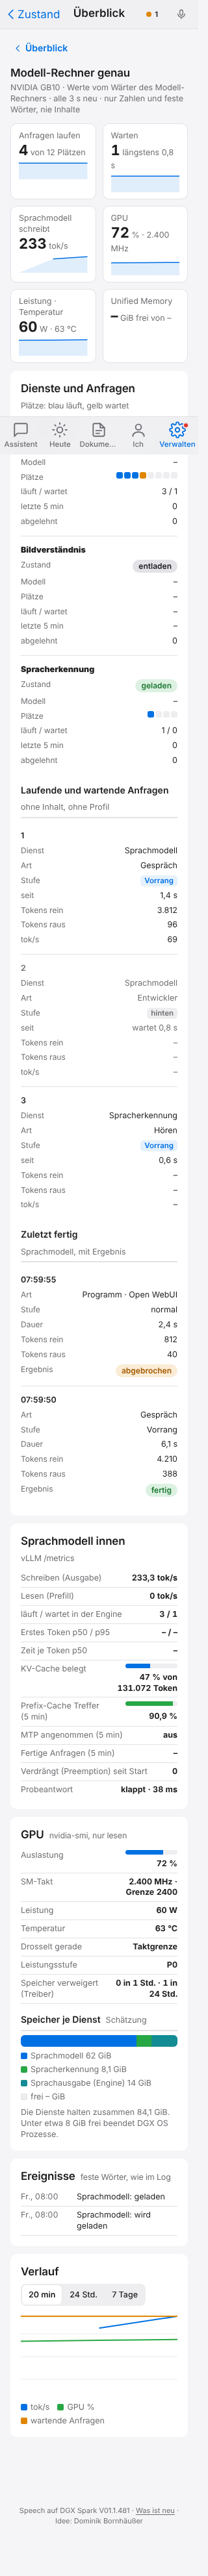 Zustand
Überblick
1
Überblick
Modell-Rechner genau
NVIDIA GB10 · Werte vom Wärter des Modell-
Rechners · alle 3 s neu · nur Zahlen und feste
Wörter, nie Inhalte
Anfragen laufen
4 von 12 Plätzen
Warten
1 längstens 0,8
s
Sprachmodell
schreibt
233 tok/s
GPU
72 % · 2.400
MHz
Leistung ·
Temperatur
60 W · 63 °C
Unified Memory
– GiB frei von –
Dienste und Anfragen
Plätze: blau läuft, gelb wartet
Assistent
Heute
Dokume...
Ich
Verwalten
Modell –
Plätze
läuft / wartet 3 / 1
letzte 5 min 0
abgelehnt 0
Bildverständnis
Zustand entladen
Modell –
Plätze –
läuft / wartet –
letzte 5 min –
abgelehnt 0
Spracherkennung
Zustand geladen
Modell –
Plätze
läuft / wartet 1 / 0
letzte 5 min 0
abgelehnt 0
Laufende und wartende Anfragen
ohne Inhalt, ohne Profil
1
Dienst Sprachmodell
Art Gespräch
Stufe Vorrang
seit 1,4 s
Tokens rein 3.812
Tokens raus 96
tok/s 69
2
Dienst Sprachmodell
Art Entwickler
Stufe hinten
seit wartet 0,8 s
Tokens rein –
Tokens raus –
tok/s –
3
Dienst Spracherkennung
Art Hören
Stufe Vorrang
seit 0,6 s
Tokens rein –
Tokens raus –
tok/s –
Zuletzt fertig
Sprachmodell, mit Ergebnis
07:59:55
Art Programm · Open WebUI
Stufe normal
Dauer 2,4 s
Tokens rein 812
Tokens raus 40
Ergebnis abgebrochen
07:59:50
Art Gespräch
Stufe Vorrang
Dauer 6,1 s
Tokens rein 4.210
Tokens raus 388
Ergebnis fertig
Sprachmodell innen
vLLM /metrics
Schreiben (Ausgabe) 233,3 tok/s
Lesen (Prefill) 0 tok/s
läuft / wartet in der Engine 3 / 1
Erstes Token p50 / p95 – / –
Zeit je Token p50 –
KV-Cache belegt
47 % von
131.072 Token
Prefix-Cache Treffer
(5 min) 90,9 %
MTP angenommen (5 min) aus
Fertige Anfragen (5 min) –
Verdrängt (Preemption) seit Start 0
Probeantwort klappt · 38 ms
GPU nvidia-smi, nur lesen
Auslastung
72 %
SM-Takt 2.400 MHz ·
Grenze 2400
Leistung 60 W
Temperatur 63 °C
Drosselt gerade Taktgrenze
Leistungsstufe P0
Speicher verweigert 0 in 1 Std. · 1 in
(Treiber) 24 Std.
Speicher je Dienst Schätzung
Sprachmodell 62 GiB
Spracherkennung 8,1 GiB
Sprachausgabe (Engine) 14 GiB
frei – GiB
Die Dienste halten zusammen 84,1 GiB.
Unter etwa 8 GiB frei beendet DGX OS
Prozesse.
Ereignisse feste Wörter, wie im Log
Fr., 08:00 Sprachmodell: geladen
Fr., 08:00 Sprachmodell: wird
geladen
Verlauf
20 min 24 Std. 7 Tage
tok/s GPU %
wartende Anfragen
Speech auf DGX Spark V01.1.481 · Was ist neu ·
Idee: Dominik Bornhäußer